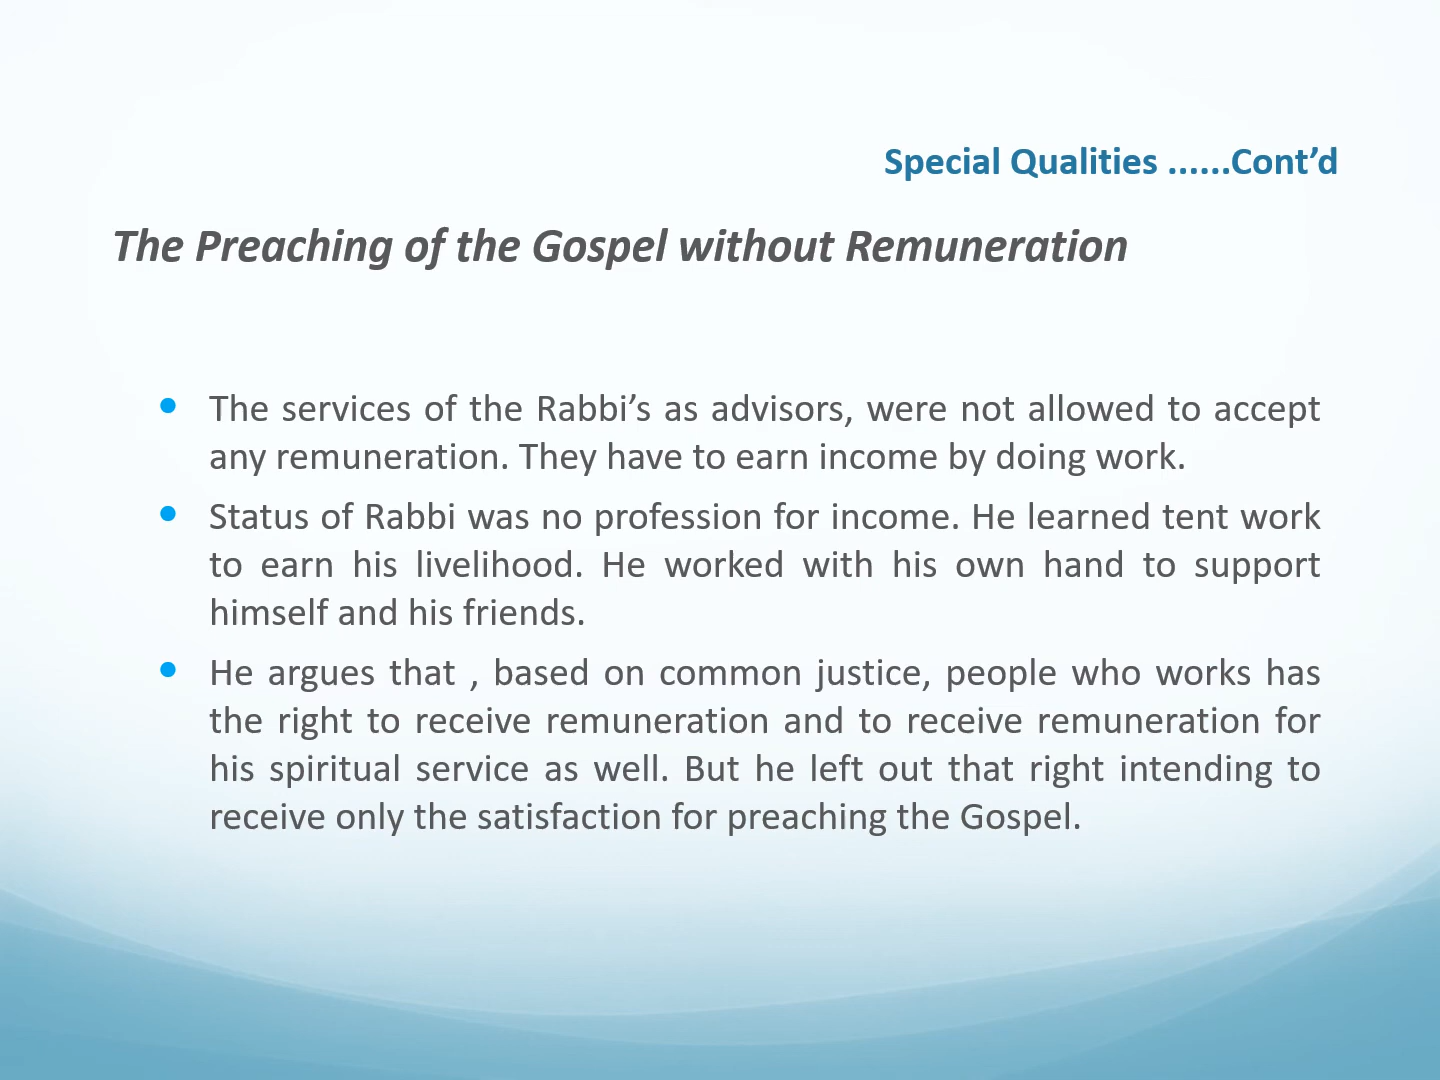 Special Qualities ......Cont’d
The Preaching of the Gospel without Remuneration
The services of the Rabbi’s as advisors, were not allowed to accept
any remuneration. They have to earn income by doing work.
Status of Rabbi was no profession for income. He learned tent work
to earn his livelihood. He worked with his own hand to support
himself and his friends.
He argues that , based on common justice, people who works has
the right to receive remuneration and to receive remuneration for
his spiritual service as well. But he left out that right intending to
receive only the satisfaction for preaching the Gospel.